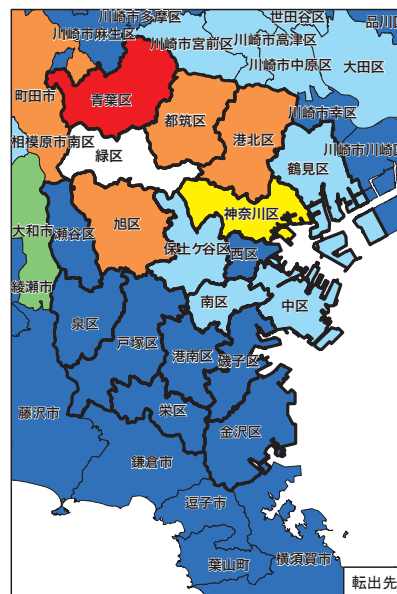 川崎市多摩区
世田谷区
品川区
川崎市麻生区
川崎市宮前区
川崎市高津区
川崎市中原区
大田区
町田市
青葉区
川崎市幸区
都筑区
港北区
相模原市南区
緑区
鶴見区
川崎市川崎区
神奈川区
大和市
瀬谷区
旭区
保土ケ谷区
西区
綾瀬市
南区
中区
泉区
戸塚区
港南区
磯子区
藤沢市
栄区
金沢区
鎌倉市
逗子市
葉山町
横須賀市
転出先